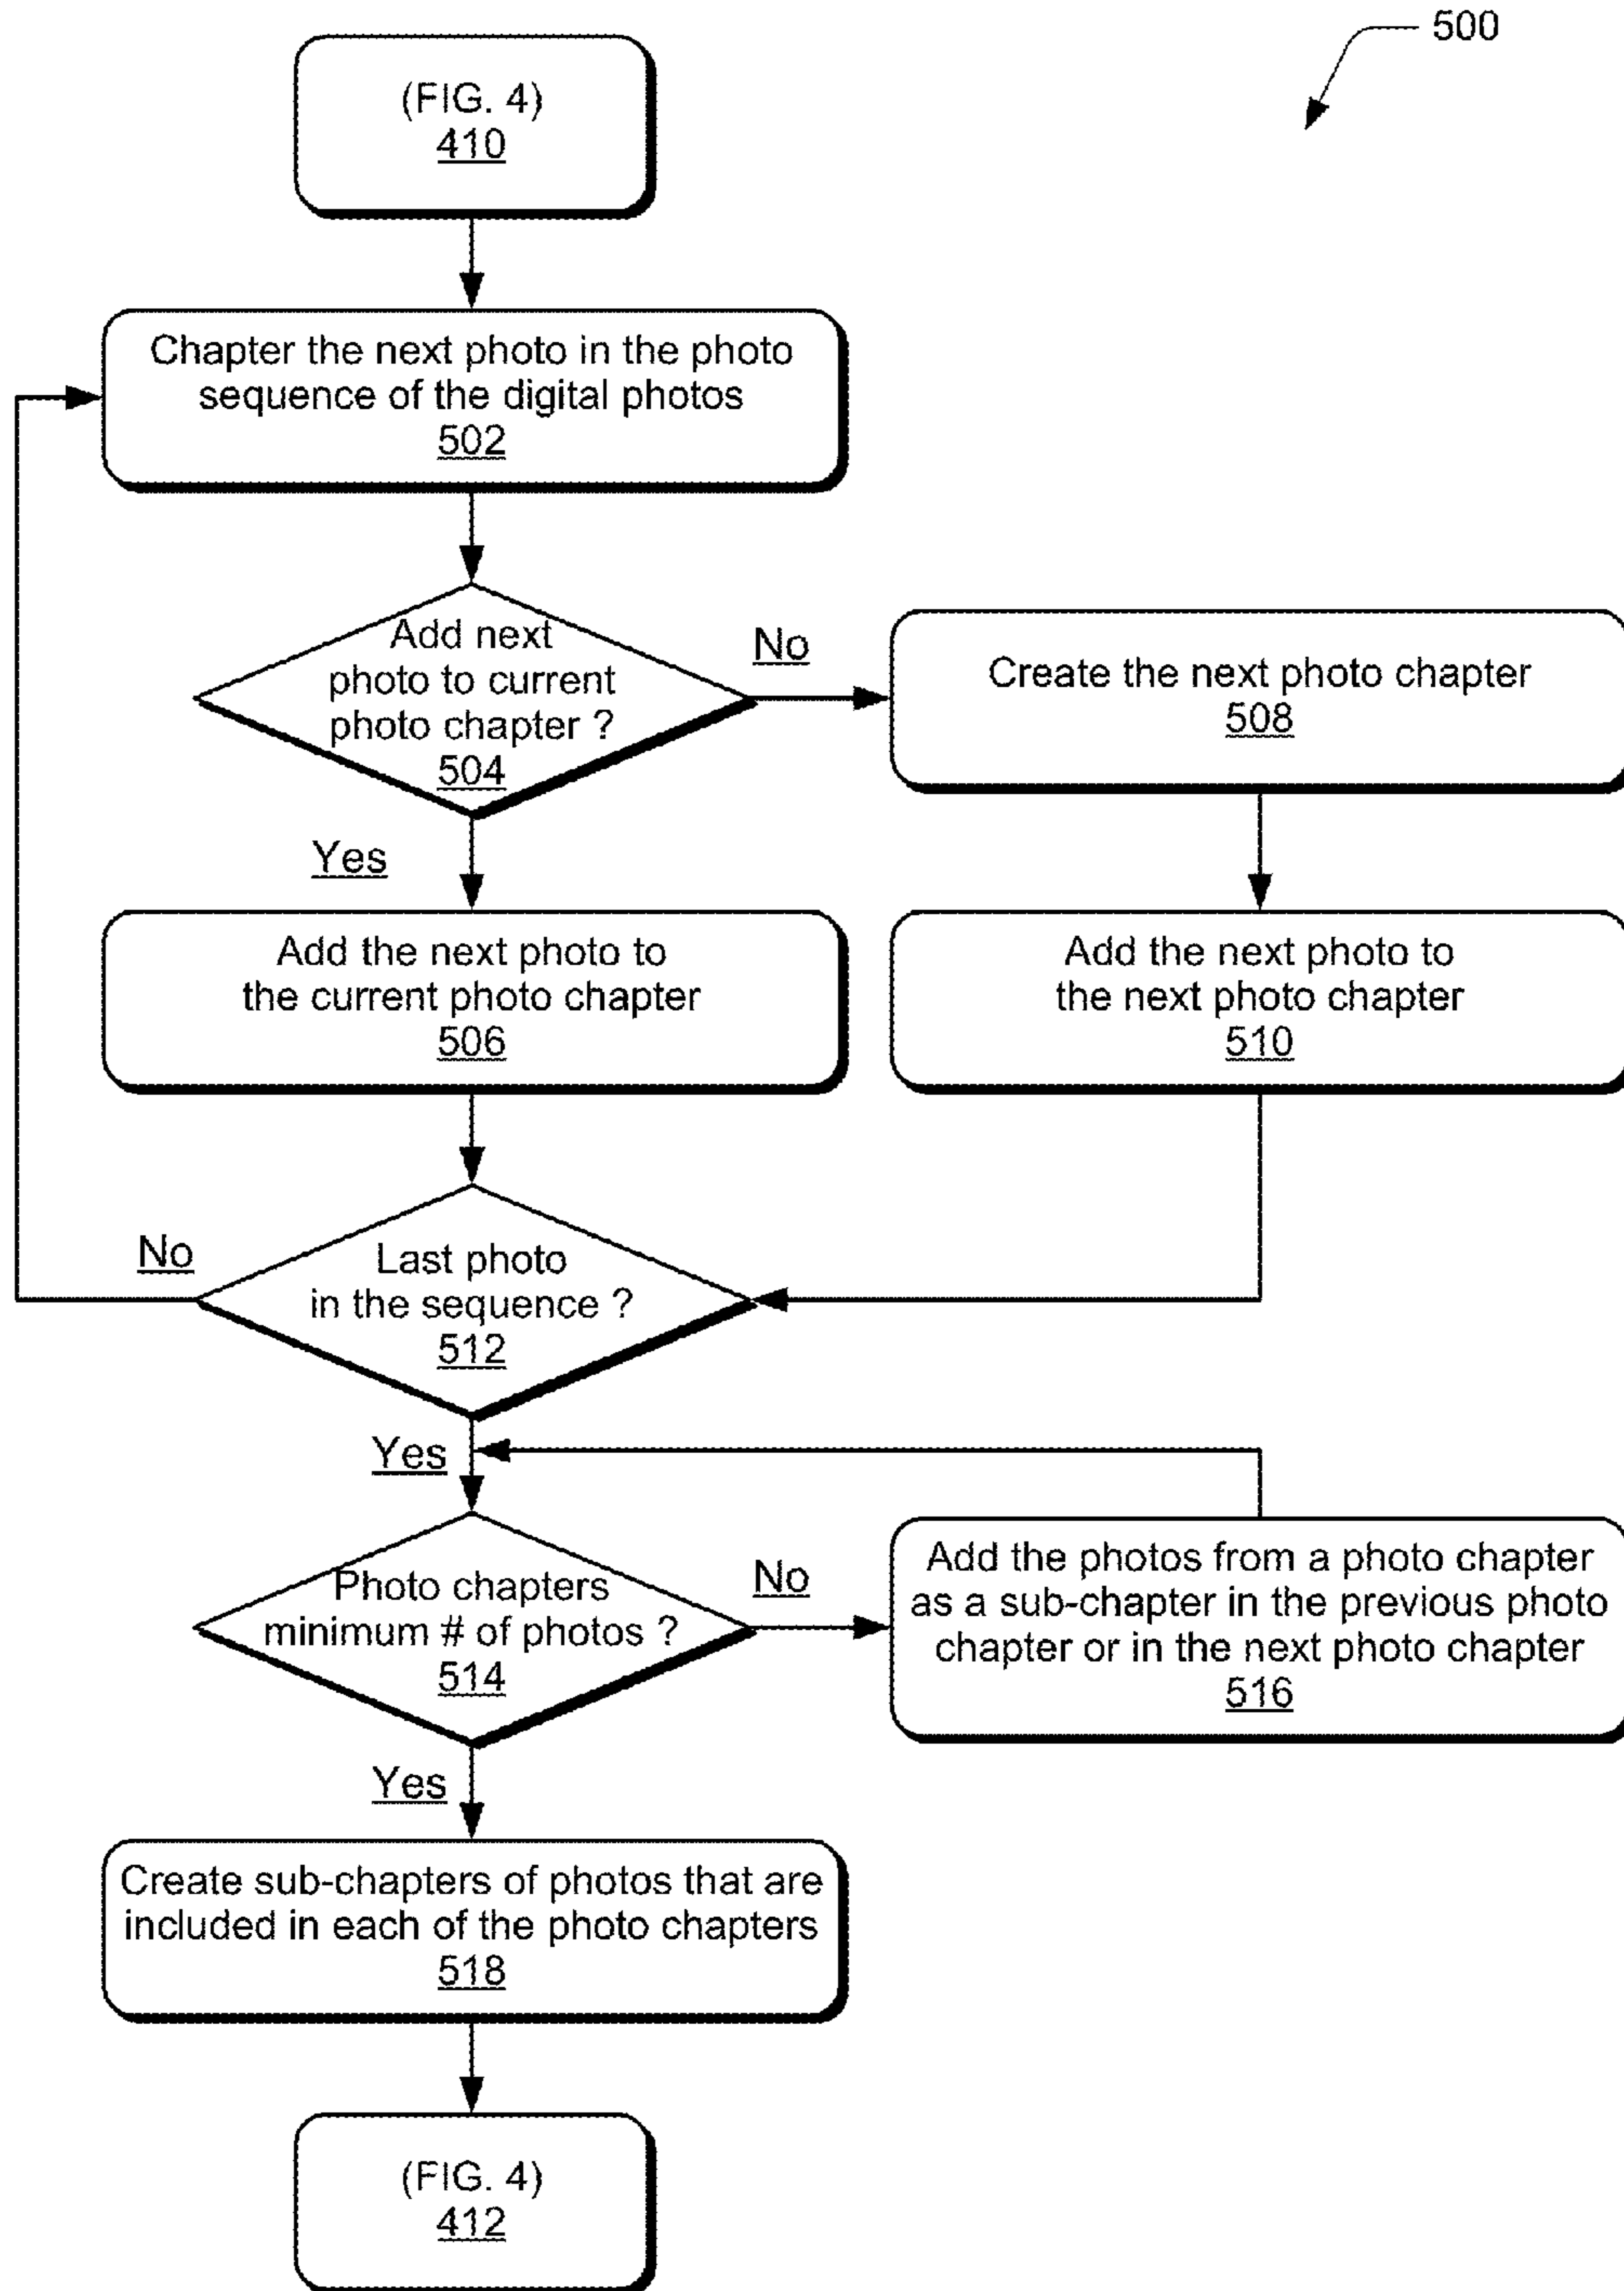 500
(FIG. 4)
410
Chapter the next photo in the photo
sequence of the digital photos
502
Add next
photo to current
photo chapter ?
504
No
Create the next photo chapter
508
Yes
Add the next photo to
the current photo chapter
506
Add the next photo to
the next photo chapter
510
No
Last photo
in the sequence ?
512
Yes
Photo chapters
minimum # of photos ?
514
No
Add the photos from a photo chapter
as a sub-chapter in the previous photo
chapter or in the next photo chapter
516
Yes
Create sub-chapters of photos that are
included in each of the photo chapters
518
(FIG. 4)
412